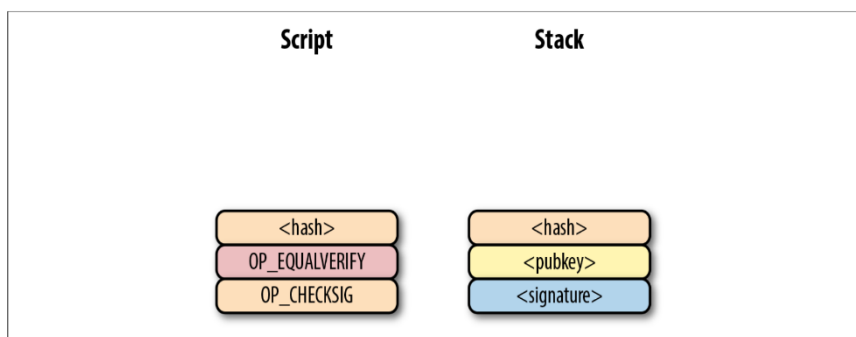 Script
Stack
<hash>
OP_EQUALVERIFY
OP_CHECKSIG
<hash>
<pubkey>
<signature>